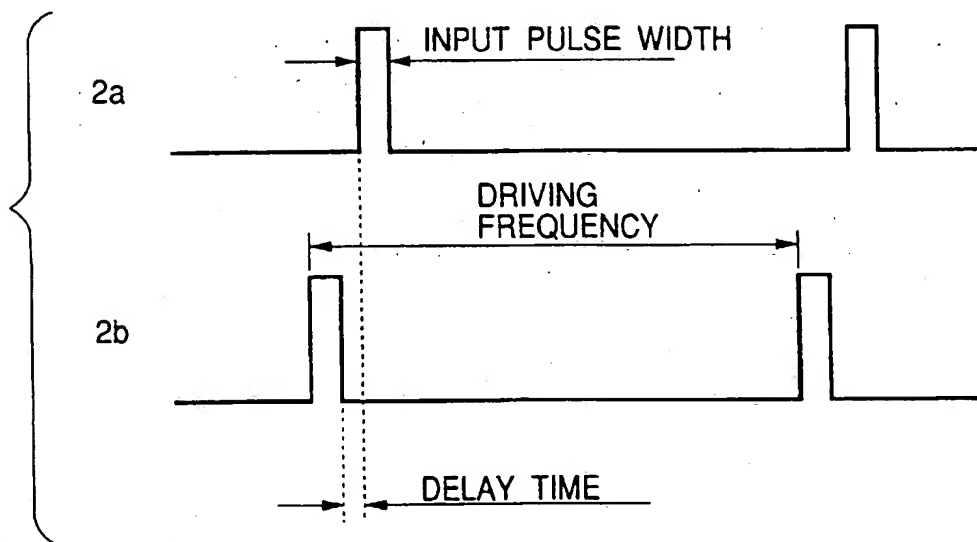 INPUT PULSE WIDTH
2a
DRIVING
FREQUENCY
2b
DELAY TIME